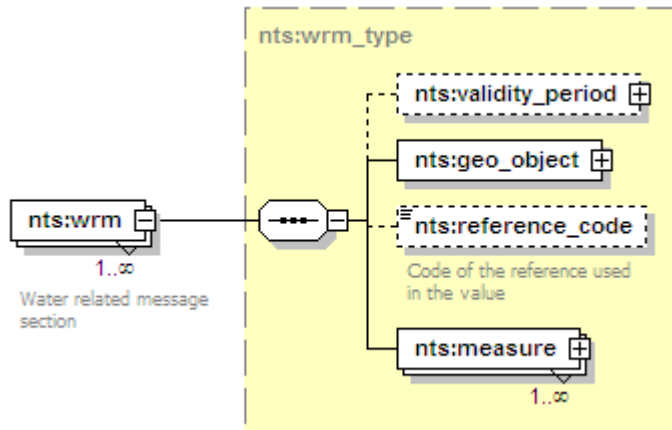 nts:wrm_type
nts:validity_period
nts:geo_object
nts:wrm
nts:reference_code
1..∞
Water related message
section
Code of the reference used
in the value
nts:measure
1..∞